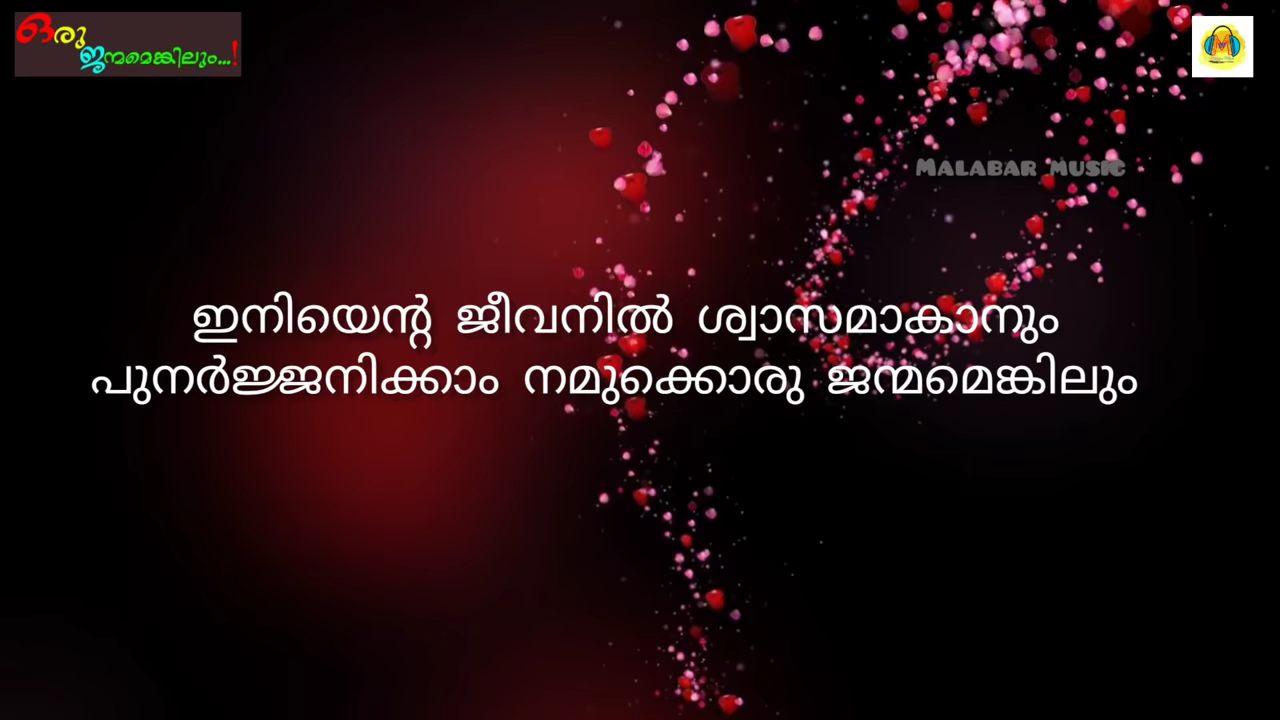 ഒരു
ജന്മമെങ്കിലും...!
MALABAR MUSIC
ഇനിയെന്റ ജീവനിൽ ശ്വാസമാകാനും
പുനർജ്ജനിക്കാം നമുക്കൊരു ജന്മമെങ്കിലും